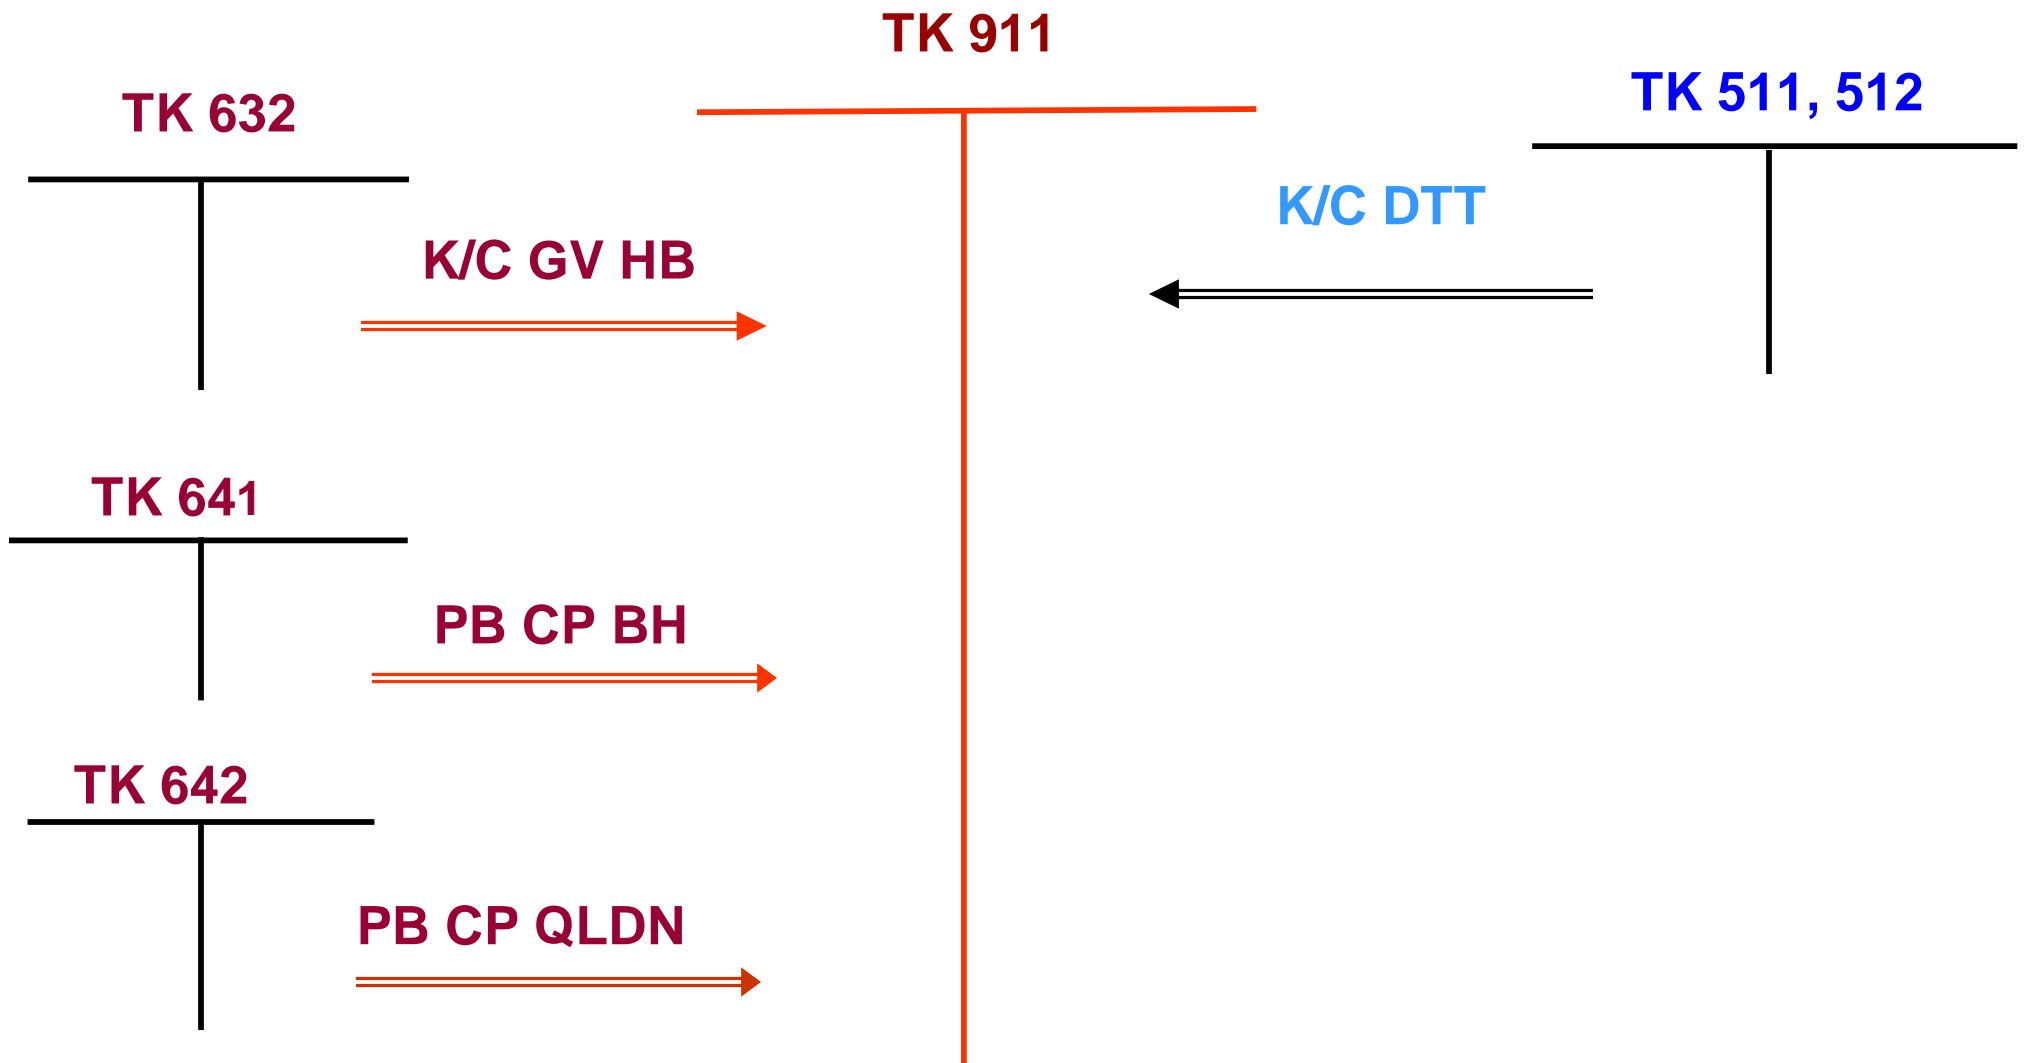 TK 911
TK 511, 512
TK 632
K/C DTT
K/C GV HB
TK 641
PB CP BH
TK 642
PB CP QLDN